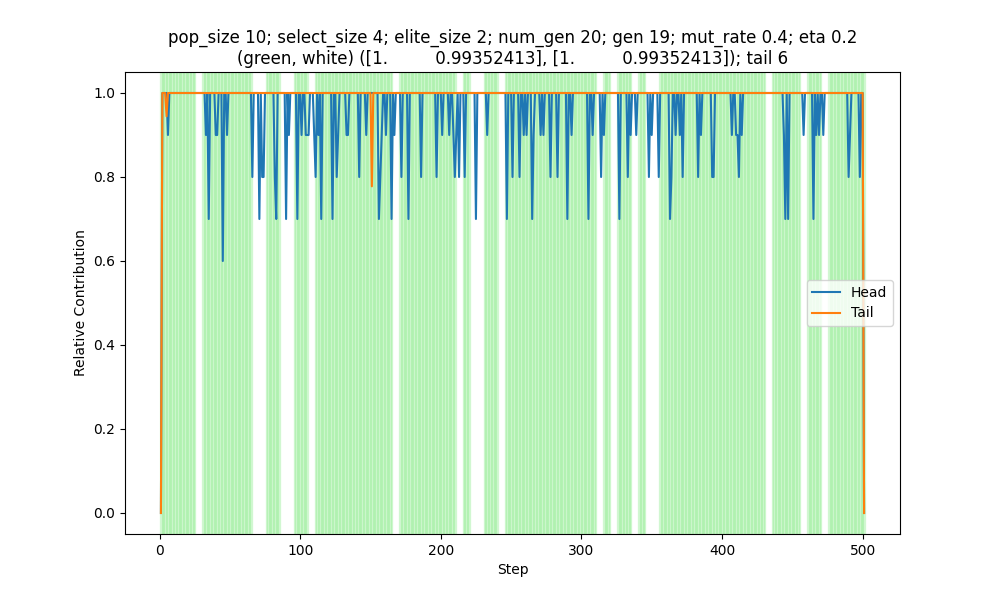 pop_size 10; select_size 4; elite_size 2; num_gen 20; gen 19; mut_rate 0.4; eta 0.2
(green, white) ([1. 0.99352413], [1. 0.99352413]); tail 6
1.0
0.8
0.6
0.4
0.2
0.0
Relative Contribution
Head
Tail
0 100 200 300 400 500
Step